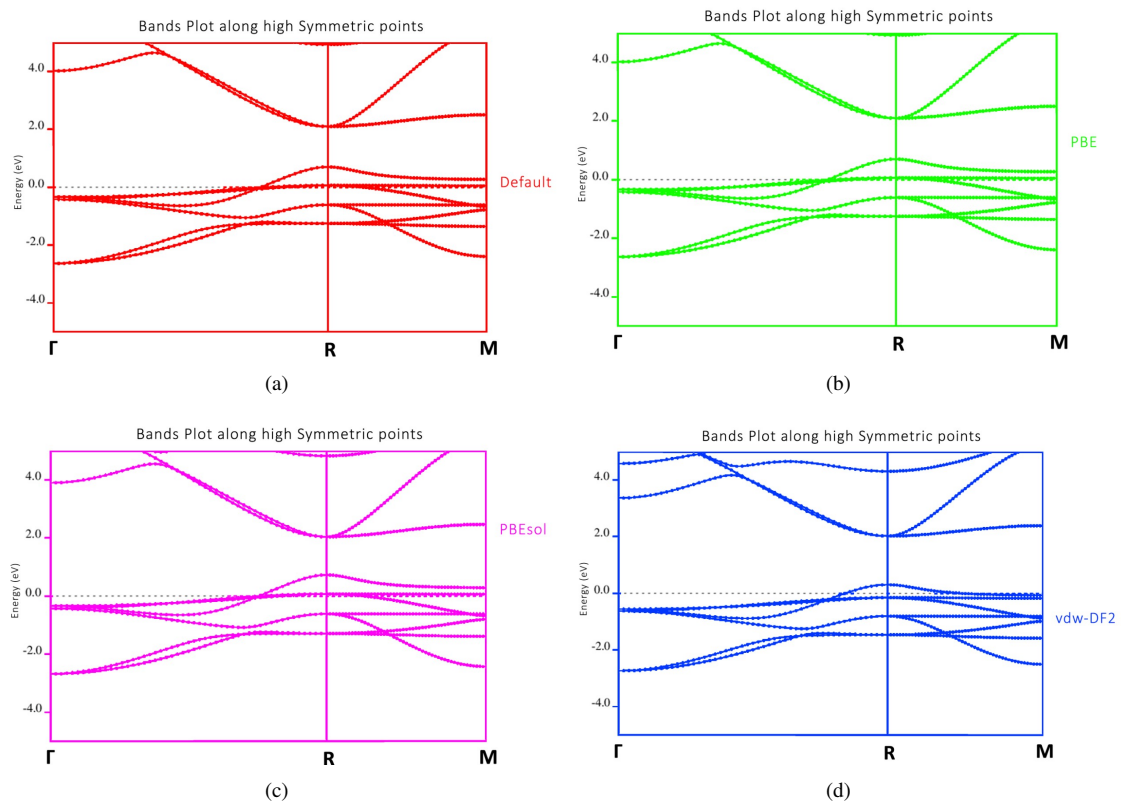 Bands Plot along high Symmetric points
4.0
2.0
0.0
-2.0
-4.0
Energy (eV)
Default
Γ R M
(a)
Bands Plot along high Symmetric points
4.0
2.0
0.0
-2.0
-4.0
Energy (eV)
PBE
Γ R M
(b)
Bands Plot along high Symmetric points
4.0
2.0
0.0
-2.0
-4.0
Energy (eV)
PBEsol
Γ R M
(c)
Bands Plot along high Symmetric points
4.0
2.0
0.0
-2.0
-4.0
Energy (eV)
vdw-DF2
Γ R M
(d)